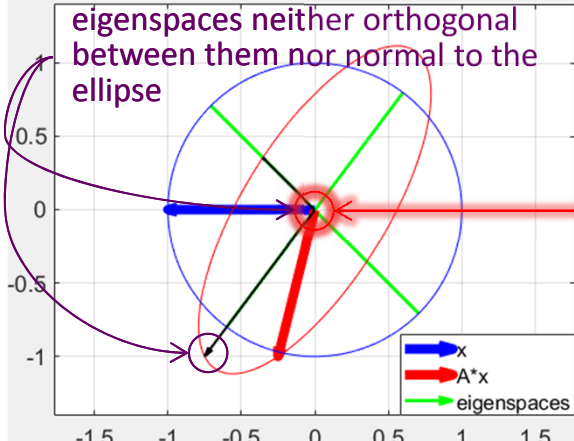 eigenspaces neither orthogonal
between them nor normal to the
ellipse
1
0.5
0
-0.5
-1
-1.5 -1 -0.5 0 0.5 1 1.5
x
A*x
eigenspaces